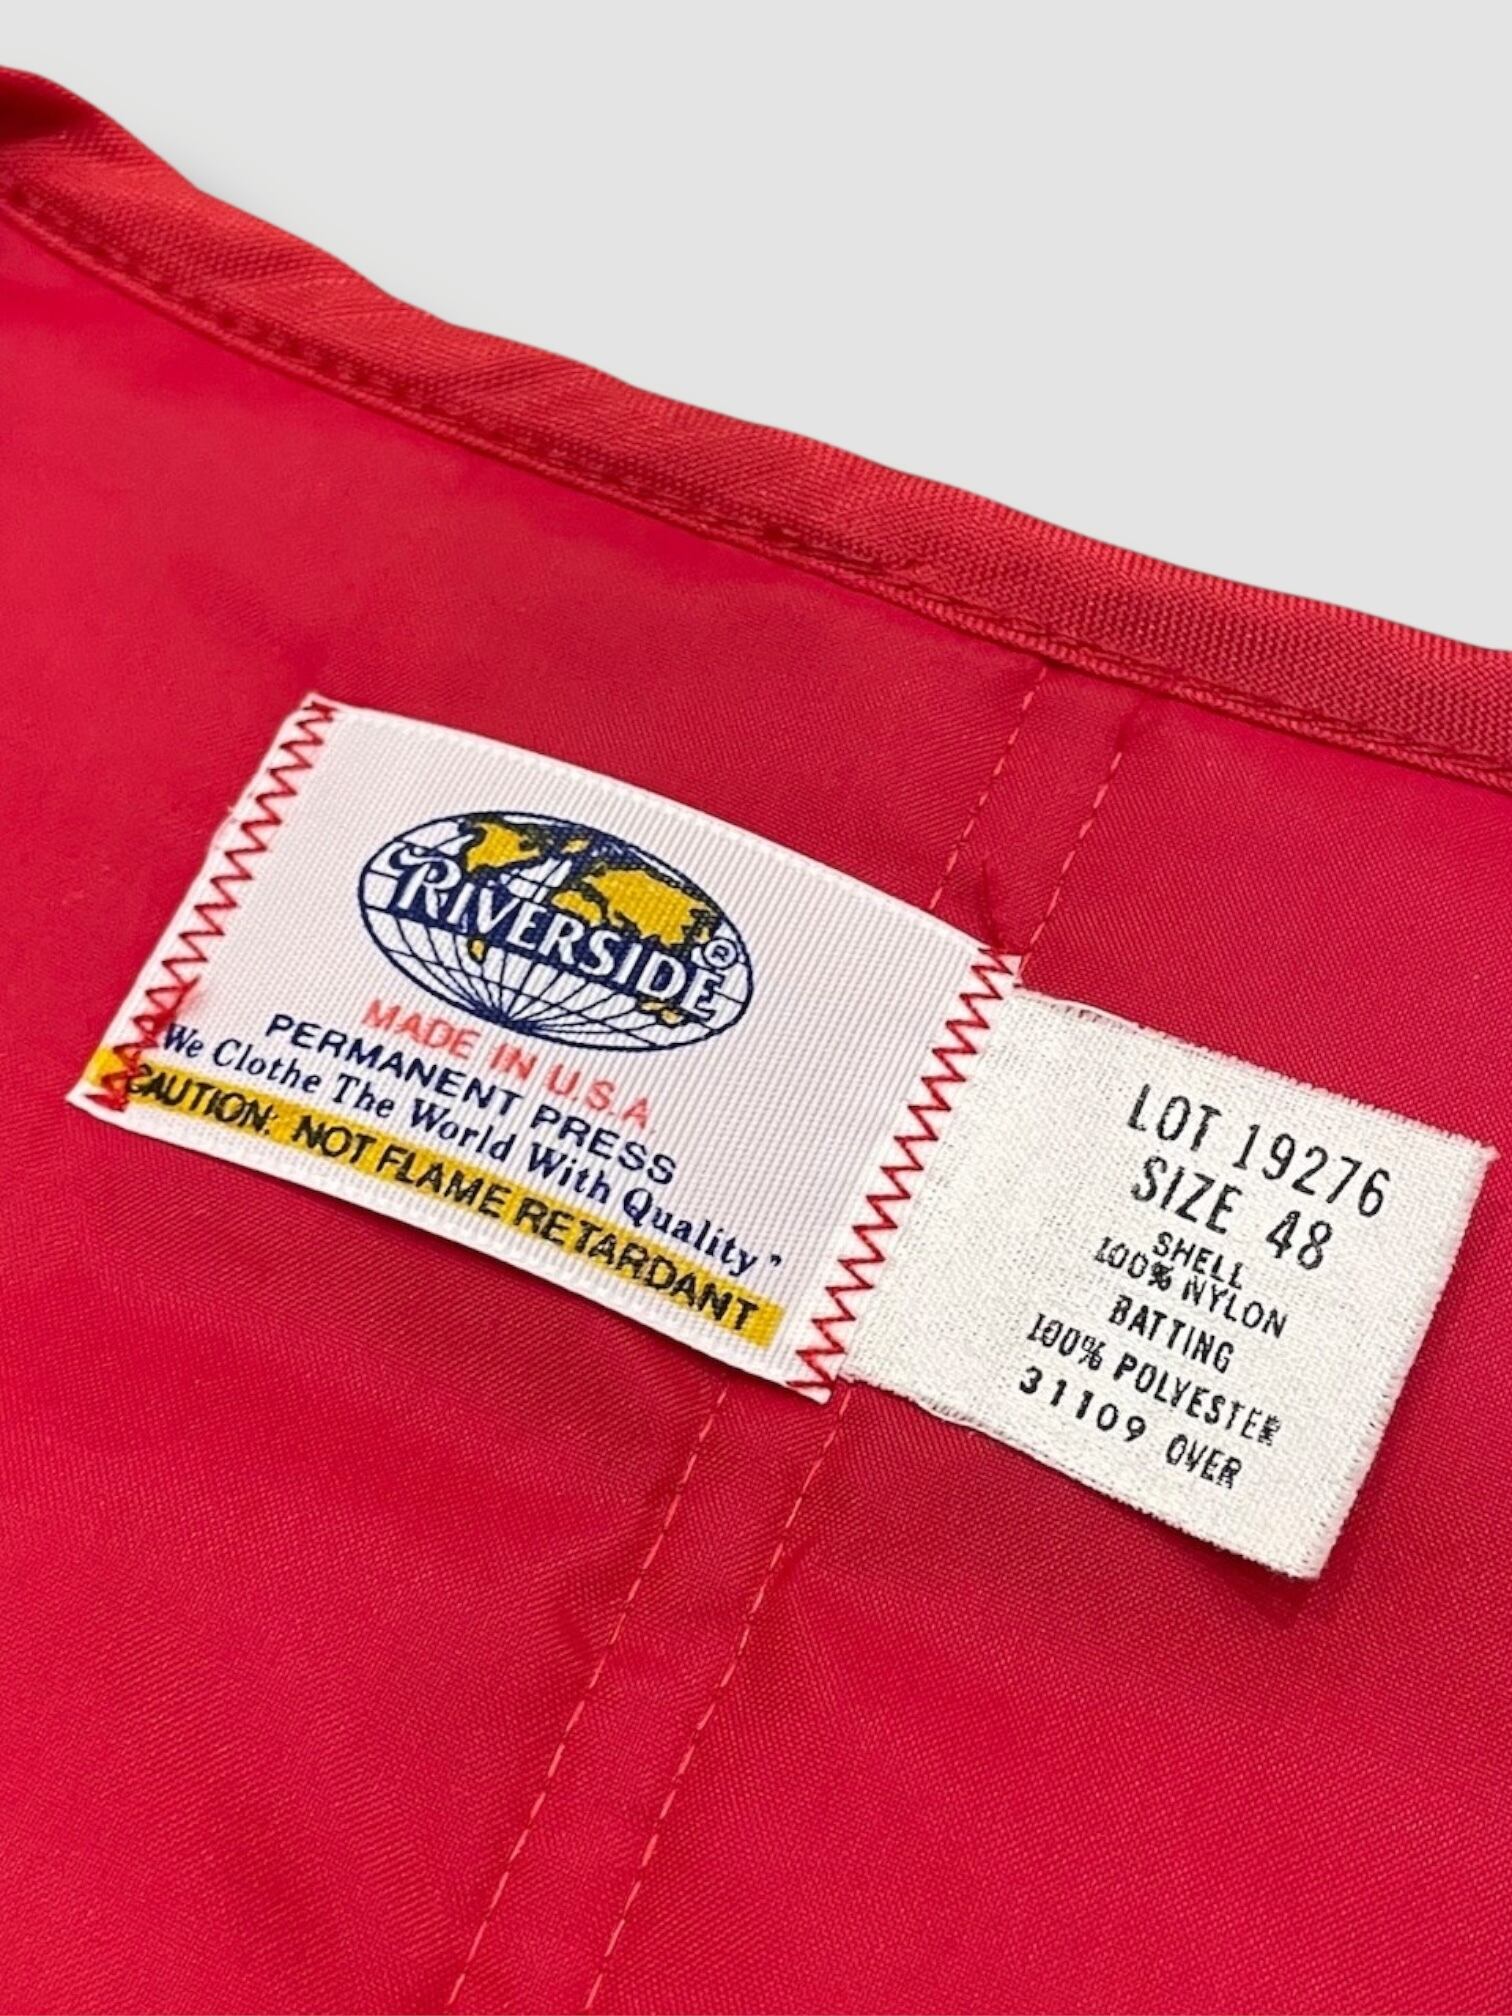 RIVERSIDE®
MADE IN U.S.A
PERMANENT PRESS
We Clothe The World With Quality"
CAUTION: NOT FLAME RETARDANT
LOT 19276
SIZE 48
SHELL
100% NYLON
BATTING
100% POLYESTER
31109 OVER